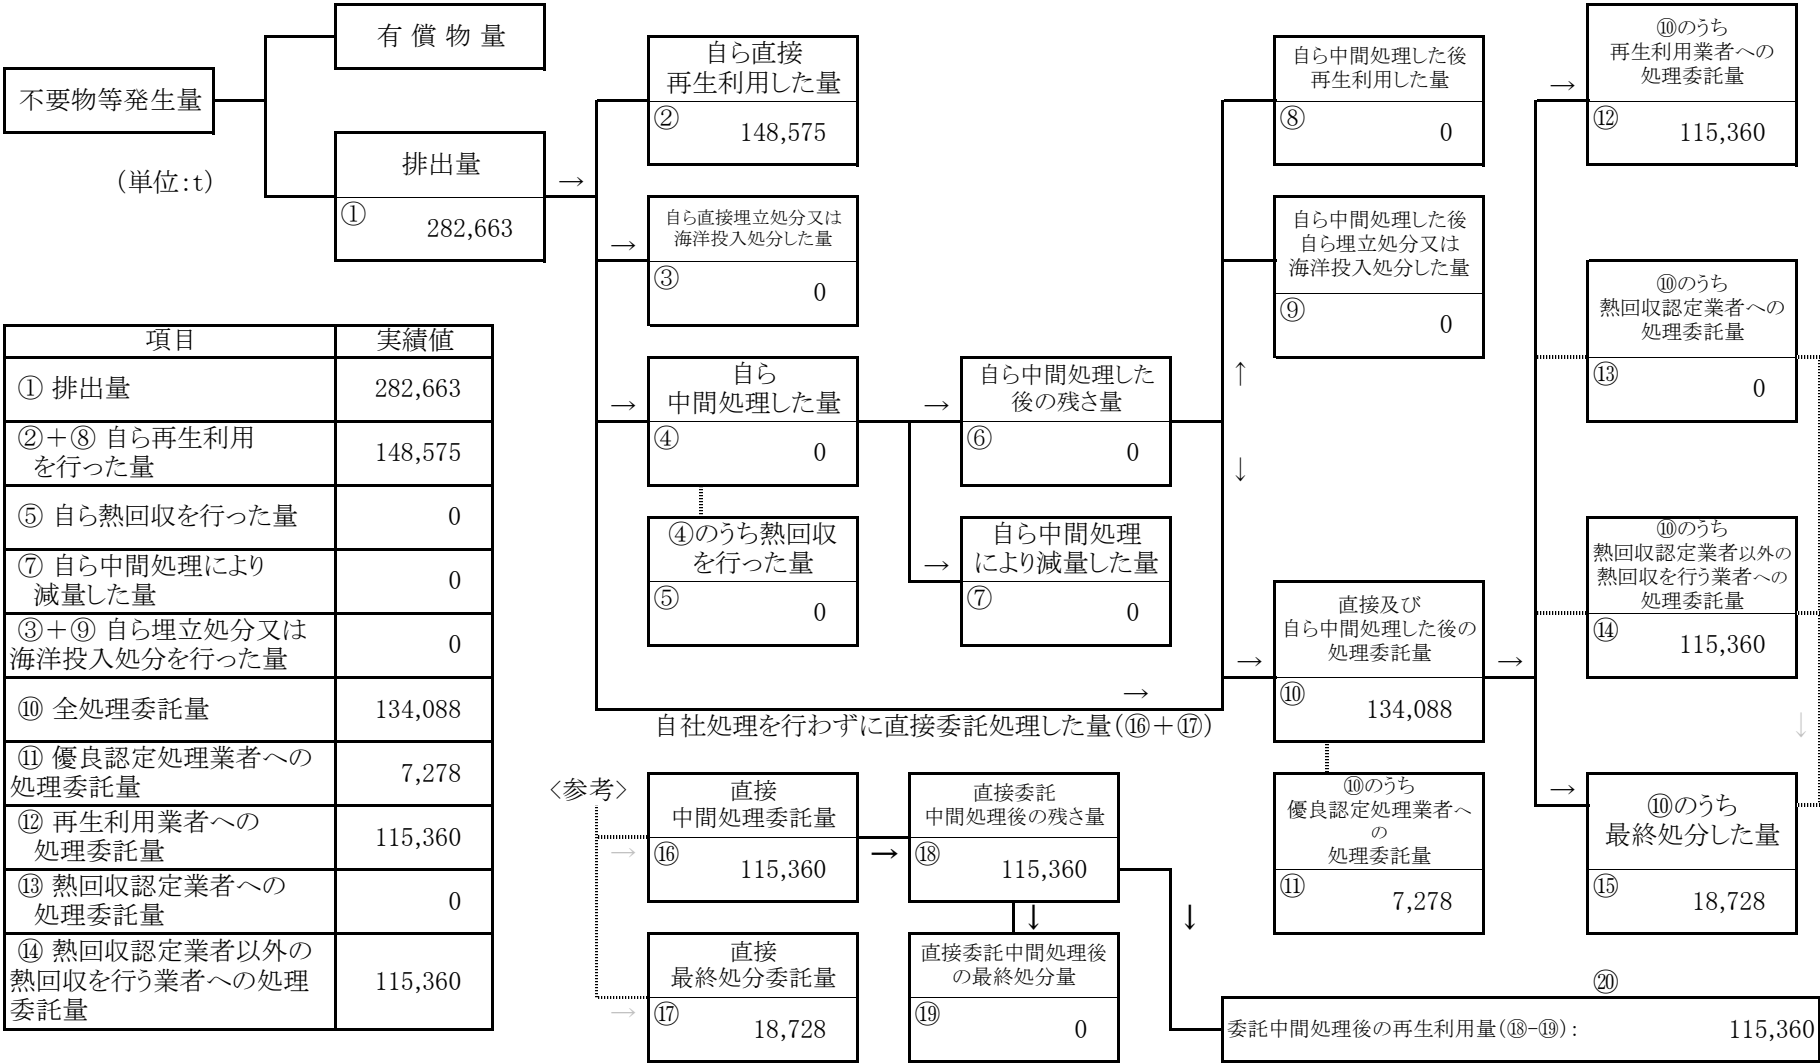 不要物等発生量
(単位:t)
有 償 物 量
排出量
① 282,663
→
自ら直接
再生利用した量
② 148,575
→
自ら直接埋立処分又は
海洋投入処分した量
③ 0
→
自ら
中間処理した量
④ 0
④のうち熱回収
を行った量
⑤ 0
→
自ら中間処理した
後の残さ量
⑥ 0
→
自ら中間処理
により減量した量
⑦ 0
自ら中間処理した後
再生利用した量
⑧ 0
自ら中間処理した後
自ら埋立処分又は
海洋投入処分した量
⑨ 0
↑
↓
→
自社処理を行わずに直接委託処理した量(⑯+⑰)
→
直接及び
自ら中間処理した後の
処理委託量
⑩ 134,088
⑩のうち
優良認定処理業者へ
の
処理委託量
⑪ 7,278
→
→
⑩のうち
再生利用業者への
処理委託量
⑫ 115,360
⑩のうち
熱回収認定業者への
処理委託量
⑬ 0
⑩のうち
熱回収認定業者以外の
熱回収を行う業者への
処理委託量
⑭ 115,360
↓
→
⑩のうち
最終処分した量
⑮ 18,728
項目 実績値
① 排出量 282,663
②+⑧ 自ら再生利用
を行った量 148,575
⑤ 自ら熱回収を行った量 0
⑦ 自ら中間処理により
減量した量 0
③+⑨ 自ら埋立処分又は
海洋投入処分を行った量 0
⑩ 全処理委託量 134,088
⑪ 優良認定処理業者への
処理委託量 7,278
⑫ 再生利用業者への
処理委託量 115,360
⑬ 熱回収認定業者への
処理委託量 0
⑭ 熱回収認定業者以外の
熱回収を行う業者への処理
委託量 115,360
<参考>
→
直接
中間処理委託量
⑯ 115,360
→
直接委託
中間処理後の残さ量
⑱ 115,360
↓
↓
→
直接
最終処分委託量
⑰ 18,728
直接委託中間処理後
の最終処分量
⑲ 0
⑳
委託中間処理後の再生利用量(⑱-⑲): 115,360